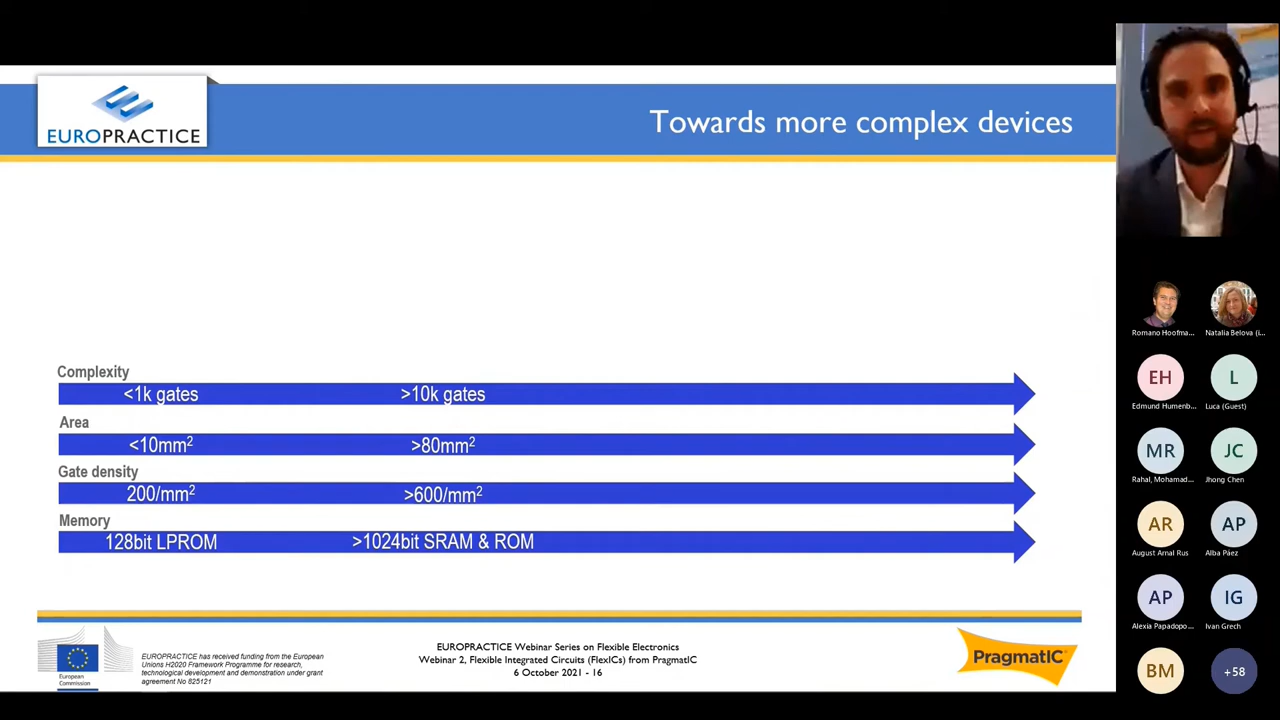 EUROPRACTICE
Towards more complex devices
Complexity
<1k gates >10k gates
Area
<10mm² >80mm²
Gate density
200/mm² >600/mm²
Memory
128bit LPROM >1024bit SRAM & ROM
European
Commission
EUROPRACTICE has received funding from the European
Unions H2020 Framework Programme for research,
technological development and demonstration under grant
agreement No 825121
EUROPRACTICE Webinar Series on Flexible Electronics
Webinar 2, Flexible Integrated Circuits (FlexICs) from PragmatIC
6 October 2021 - 16
PragmatIC
Romano Hoofma... Natalia Belova (i...
EH L
Edmund Humenb... Luca (Guest)
MR JC
Rahal, Mohamad... Jhong Chen
AR AP
August Arnal Rus Alba Páez
AP IG
Alexia Papadopo... Ivan Grech
BM +58